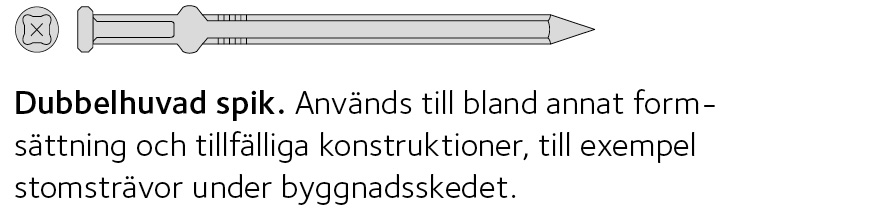 Dubbelhuvad spik. Används till bland annat form-
sättning och tillfälliga konstruktioner, till exempel
stomsträvor under byggnadsskedet.